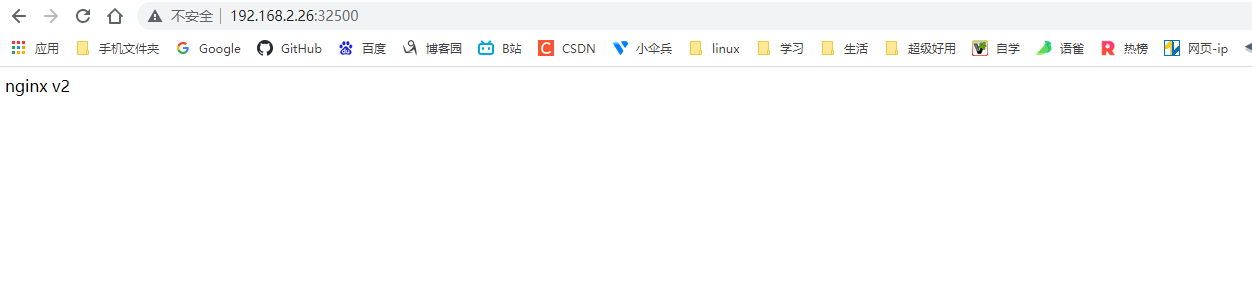 不安全 192.168.2.26:32500
应用 手机文件夹 Google GitHub 百度 博客园 B站 CSDN 小伞兵 linux 学习 生活 超级好用 自学 语雀 热榜 网页-ip
nginx v2